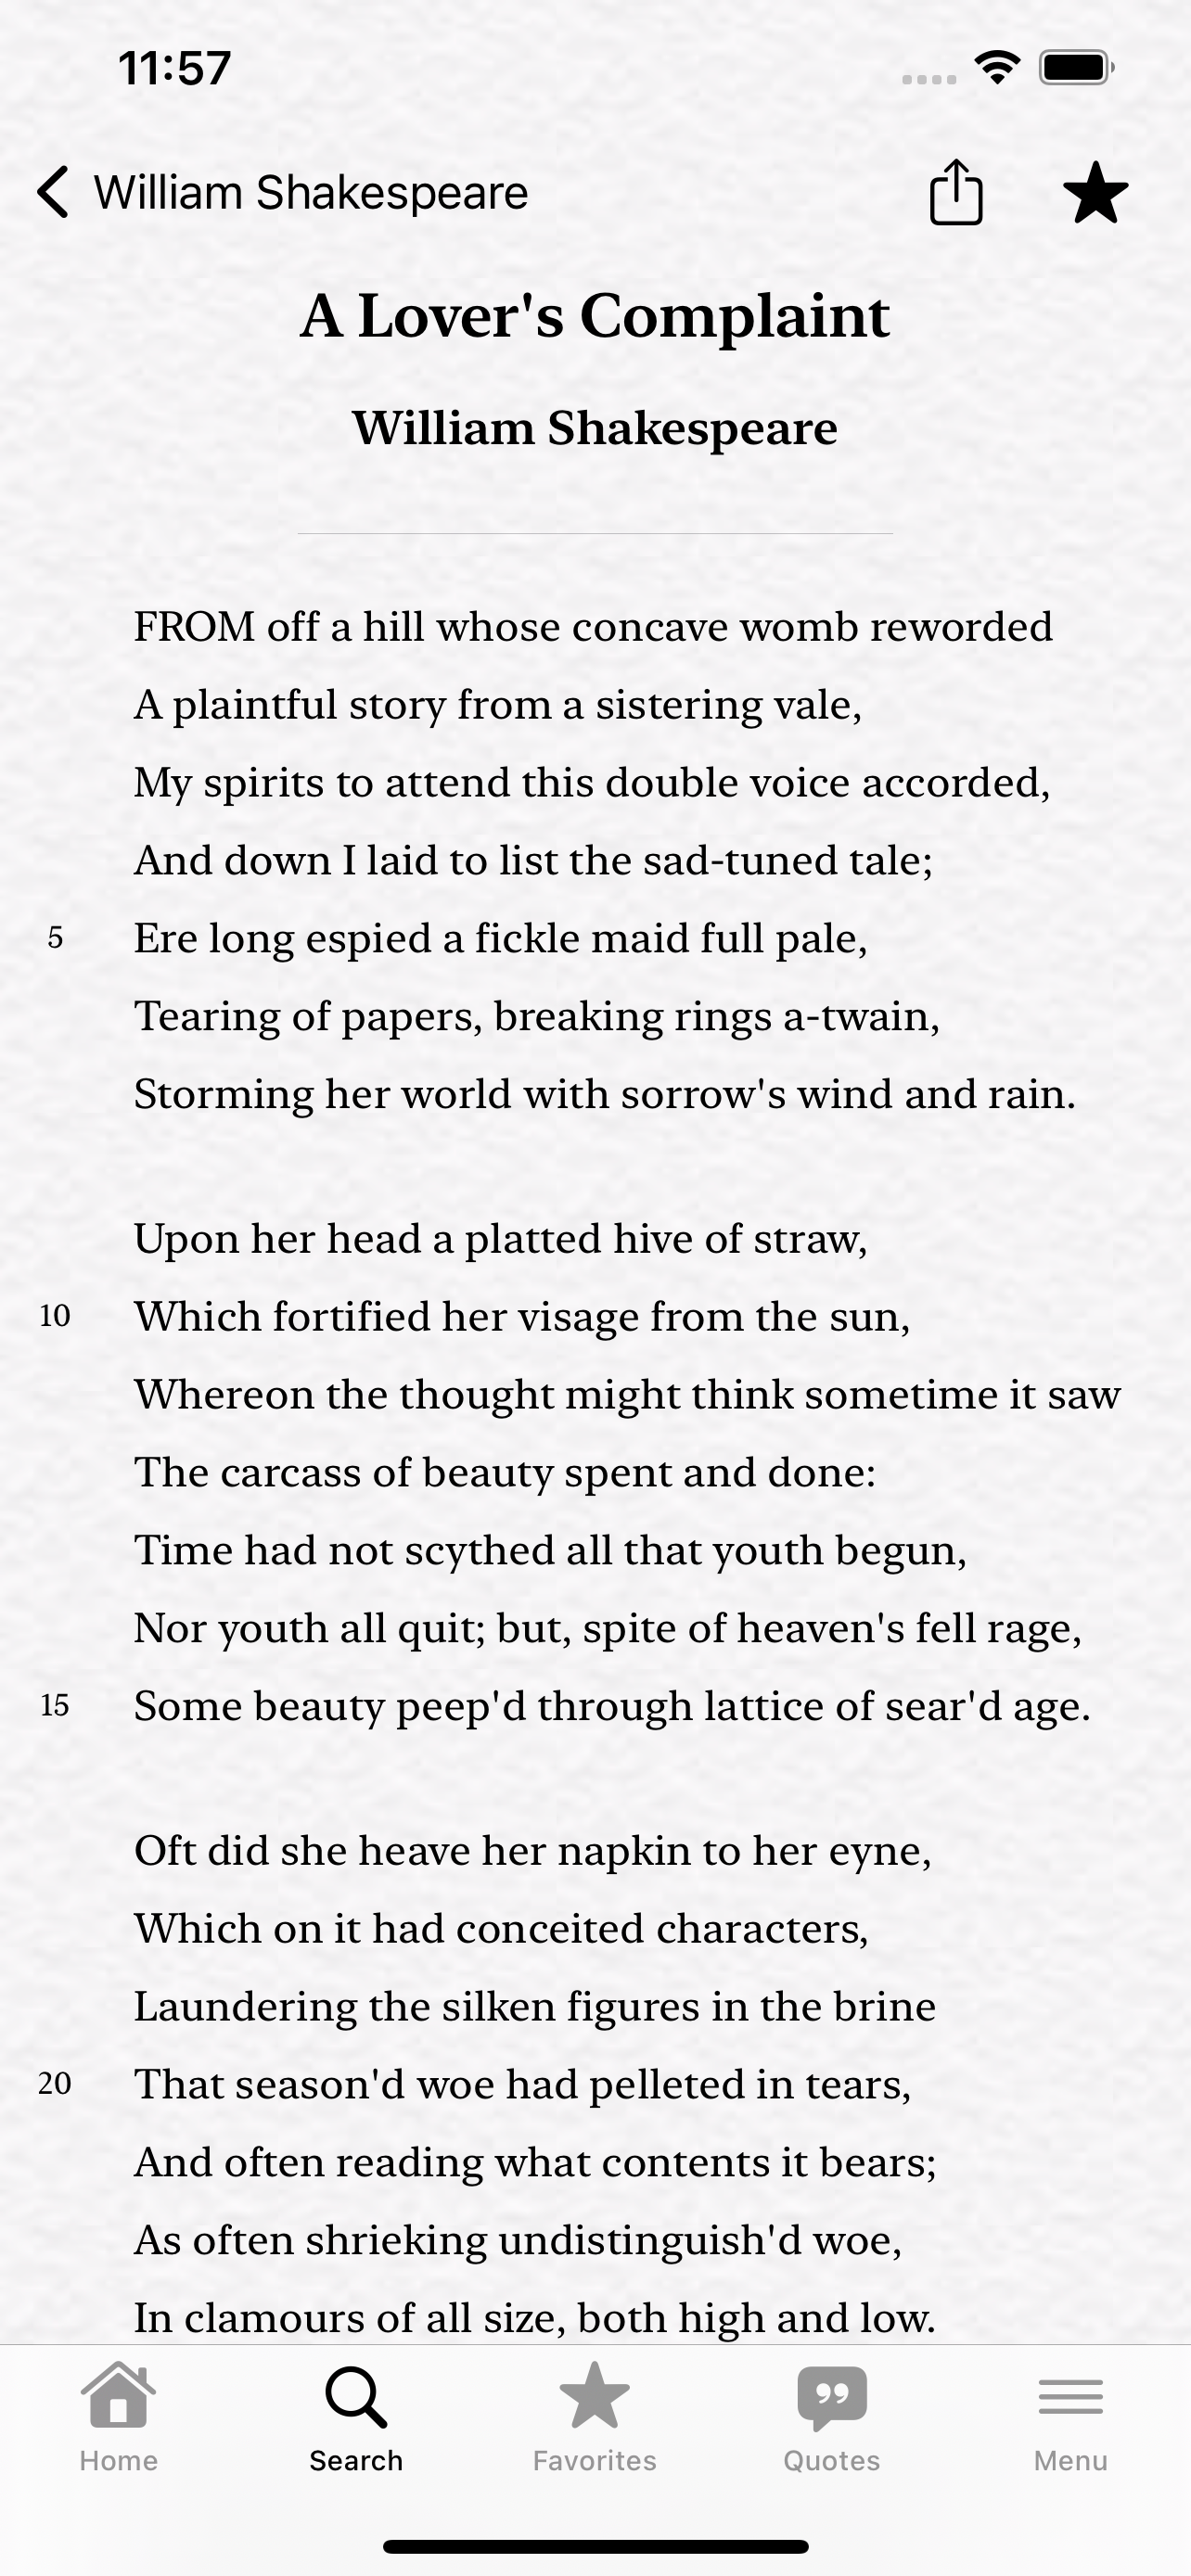 11:57
William Shakespeare
A Lover's Complaint
William Shakespeare
FROM off a hill whose concave womb reworded
A plaintful story from a sistering vale,
My spirits to attend this double voice accorded,
And down I laid to list the sad-tuned tale;
5 Ere long espied a fickle maid full pale,
Tearing of papers, breaking rings a-twain,
Storming her world with sorrow's wind and rain.
Upon her head a platted hive of straw,
10 Which fortified her visage from the sun,
Whereon the thought might think sometime it saw
The carcass of beauty spent and done:
Time had not scythed all that youth begun,
Nor youth all quit; but, spite of heaven's fell rage,
15 Some beauty peep'd through lattice of sear'd age.
Oft did she heave her napkin to her eyne,
Which on it had conceited characters,
Laundering the silken figures in the brine
20 That season'd woe had pelleted in tears,
And often reading what contents it bears;
As often shrieking undistinguish'd woe,
In clamours of all size, both high and low.
Home Search Favorites Quotes Menu